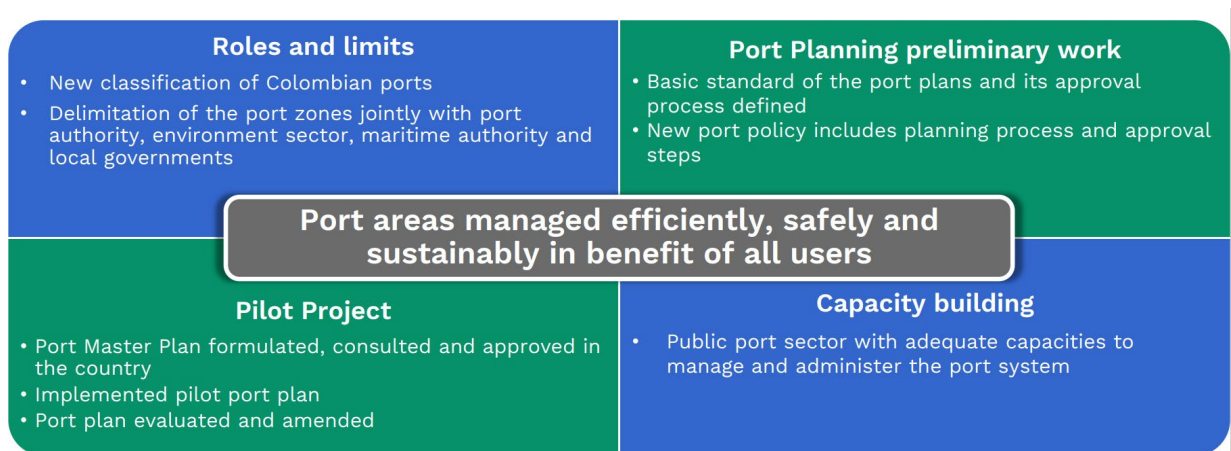 Roles and limits
• New classification of Colombian ports
• Delimitation of the port zones jointly with port
authority, environment sector, maritime authority and
local governments
Port Planning preliminary work
• Basic standard of the port plans and its approval
process defined
• New port policy includes planning process and approval
steps
Port areas managed efficiently, safely and
sustainably in benefit of all users
Pilot Project
• Port Master Plan formulated, consulted and approved in
the country
• Implemented pilot port plan
• Port plan evaluated and amended
Capacity building
• Public port sector with adequate capacities to
manage and administer the port system